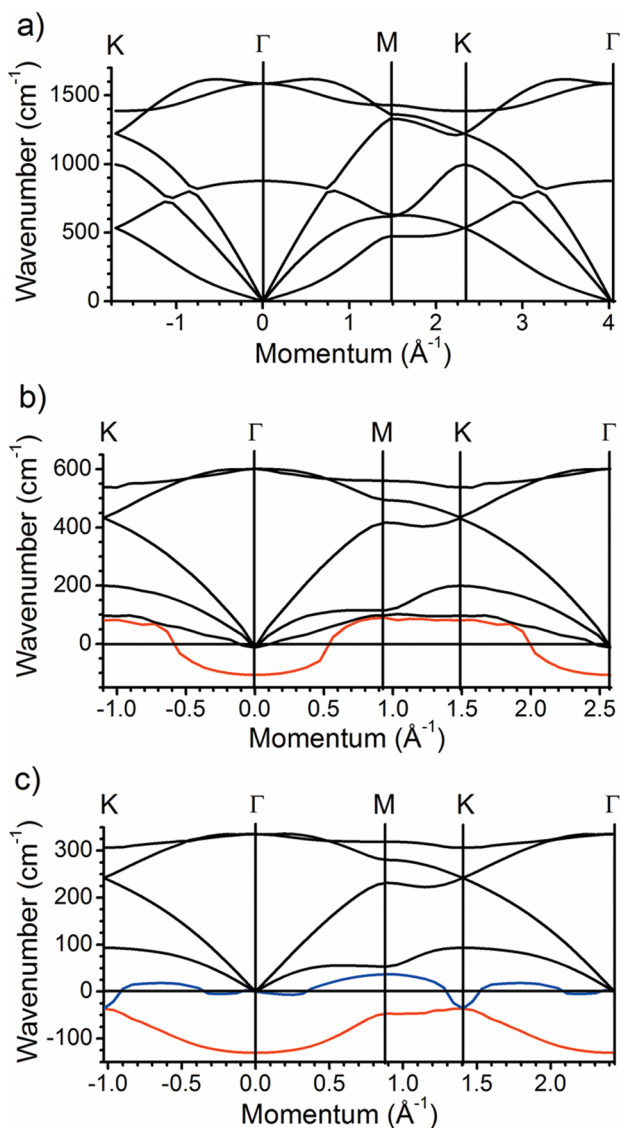 a)
K Γ M K Γ
Wavenumber (cm⁻¹)
1500
1000
500
0
-1 0 1 2 3 4
Momentum (Å⁻¹)
b)
K Γ M K Γ
Wavenumber (cm⁻¹)
600
400
200
0
-1.0 -0.5 0.0 0.5 1.0 1.5 2.0 2.5
Momentum (Å⁻¹)
c)
K Γ M K Γ
Wavenumber (cm⁻¹)
300
200
100
0
-100
-1.0 -0.5 0.0 0.5 1.0 1.5 2.0
Momentum (Å⁻¹)